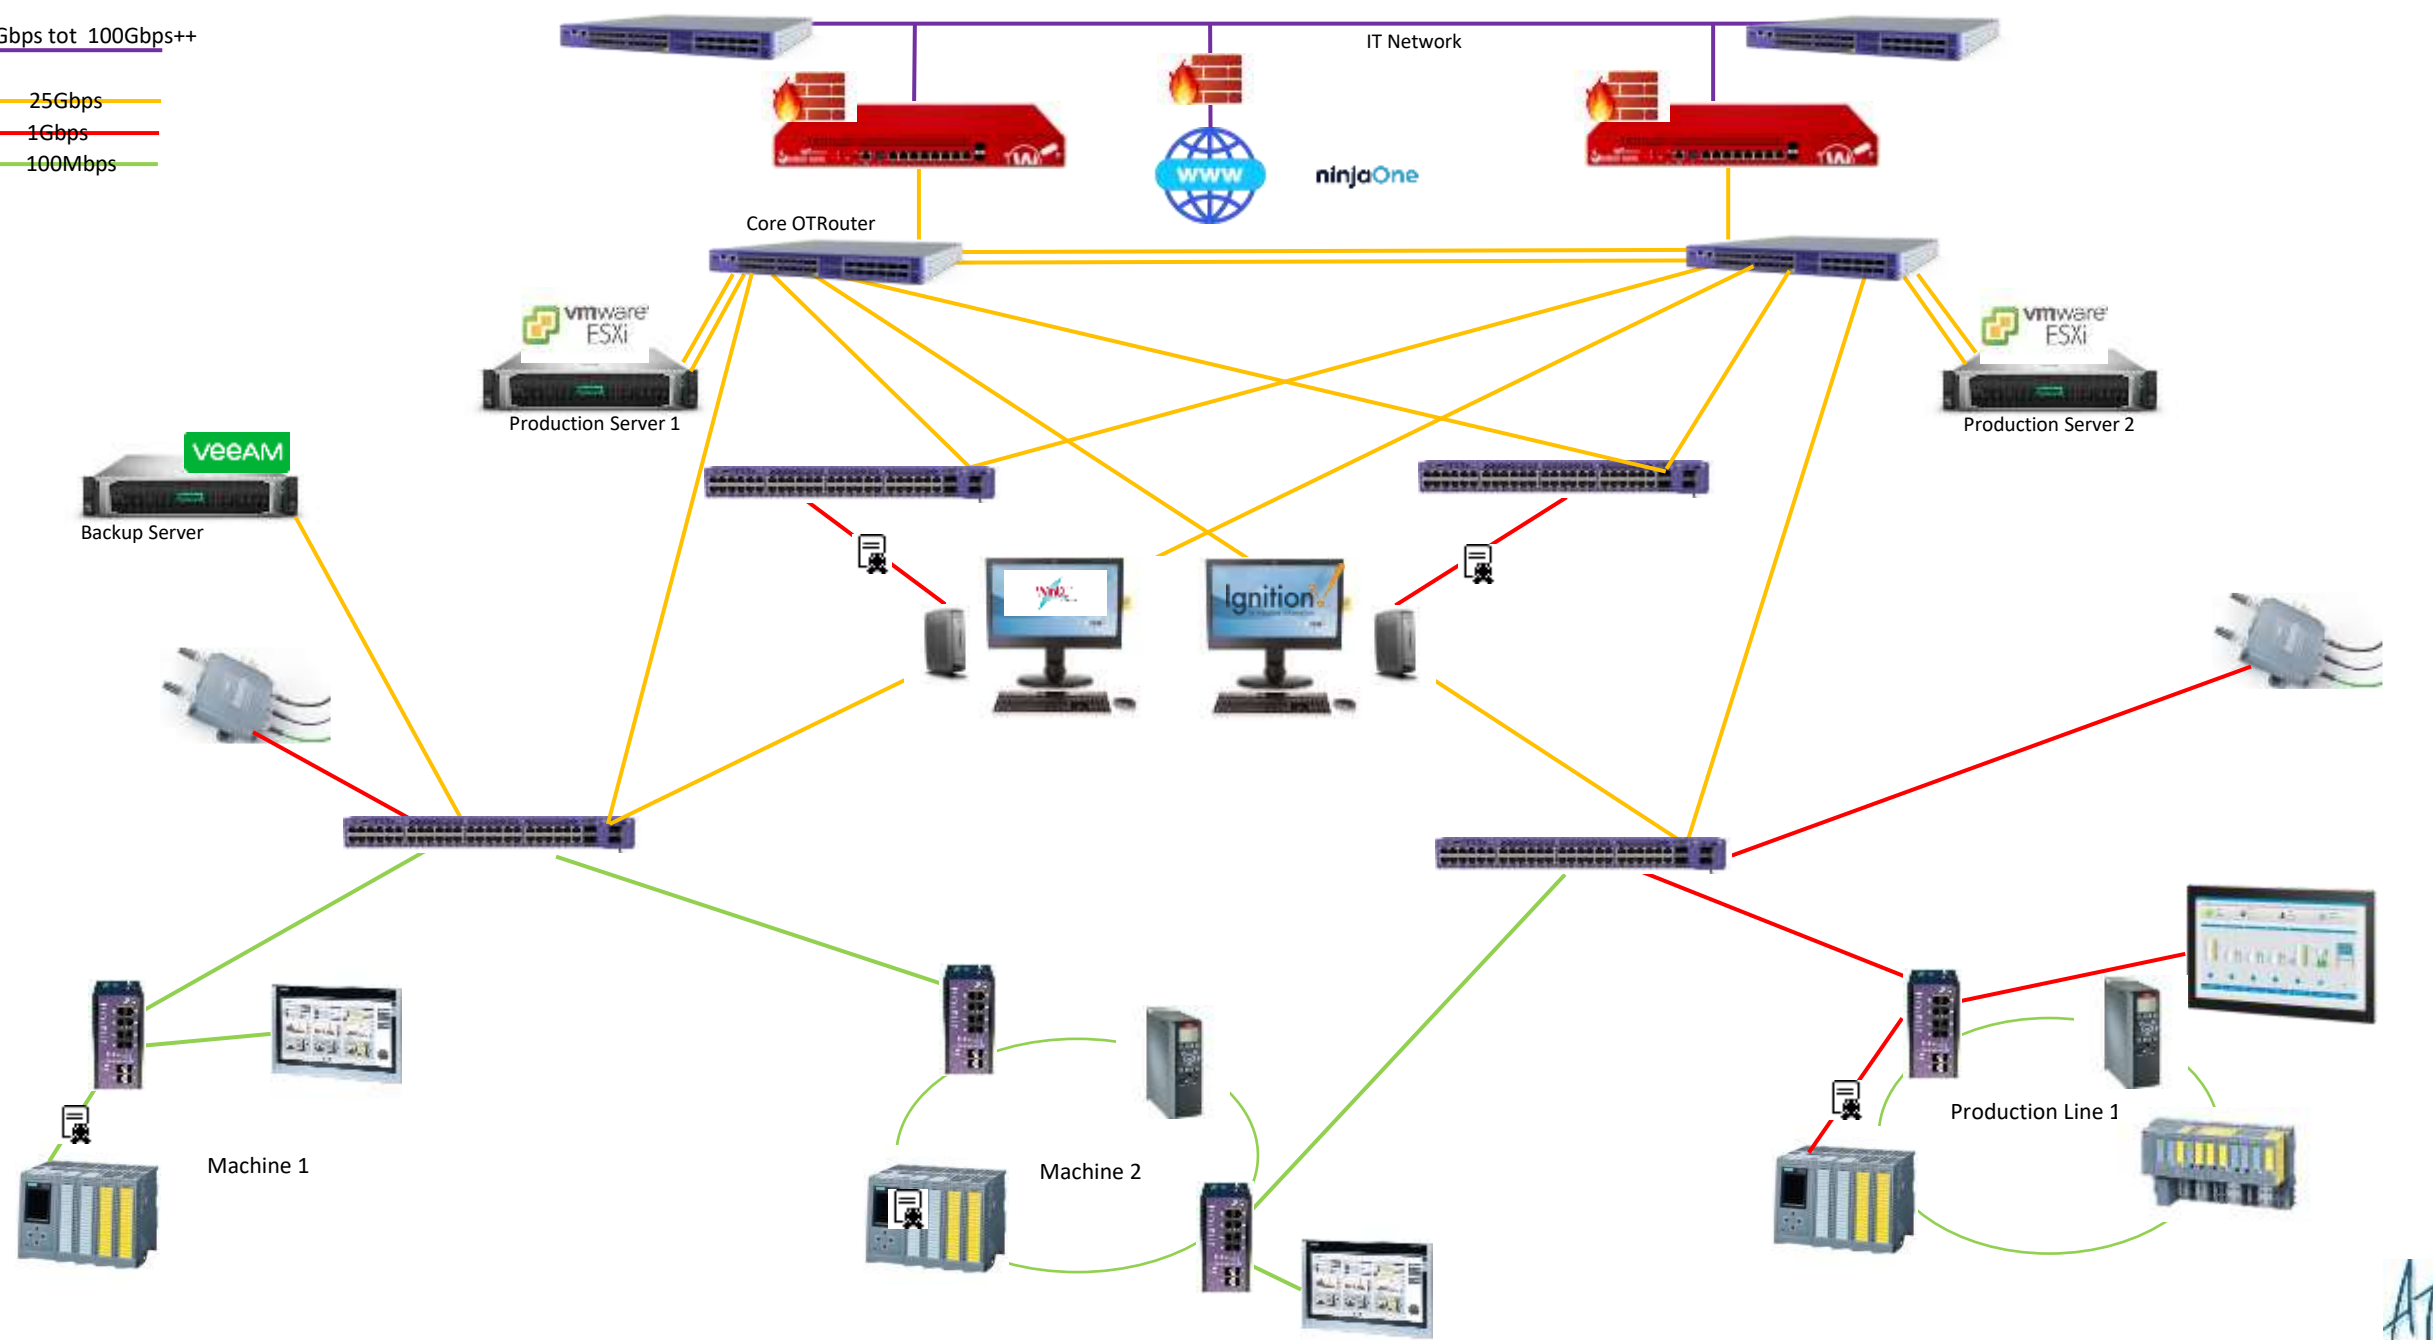 Gbps tot 100Gbps++
25Gbps
1Gbps
100Mbps
IT Network
www
ninjaOne
Core OTRouter
vmware
ESXi
Production Server 1
vmware
ESXi
Production Server 2
veeAM
Backup Server
Ignition!
Machine 1
Machine 2
Production Line 1